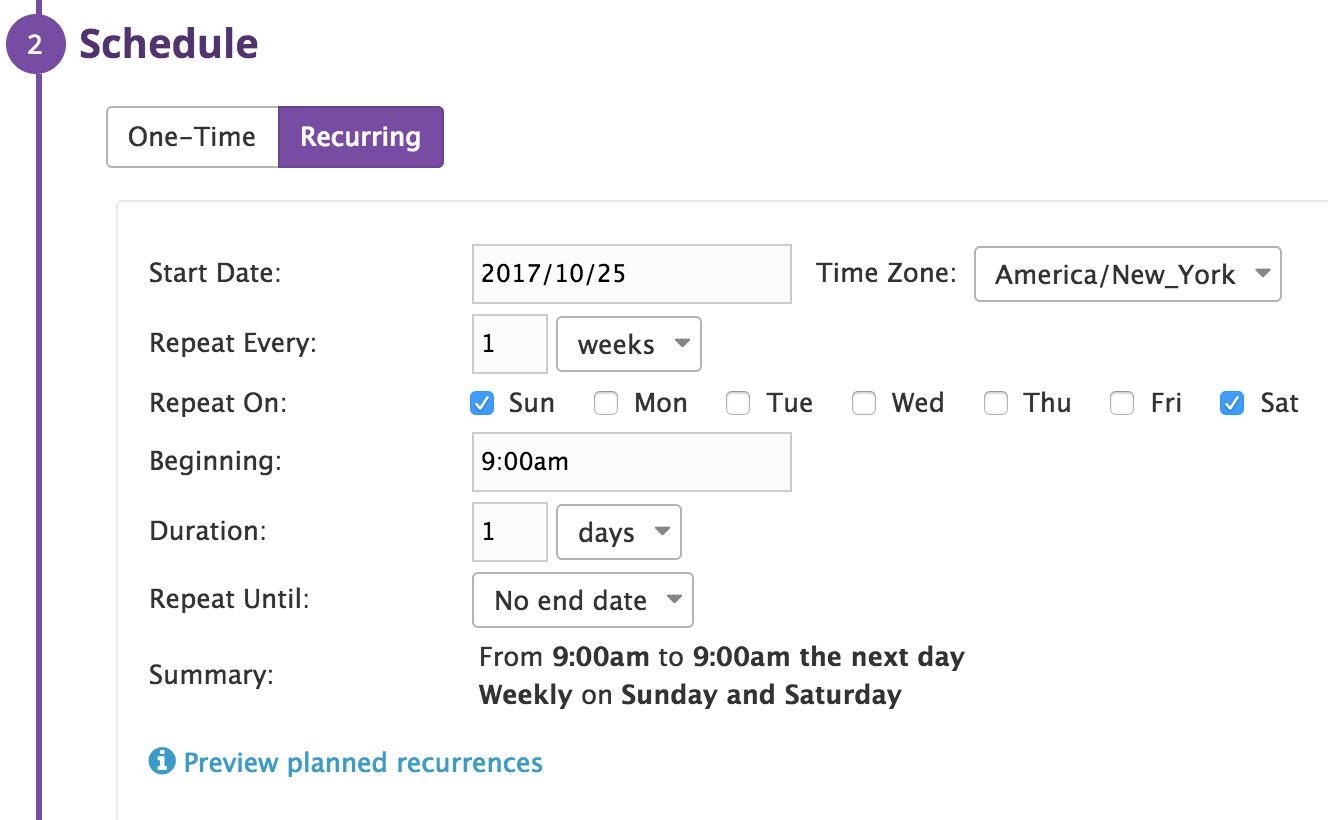 2 Schedule
One-Time Recurring
Start Date: 2017/10/25 Time Zone: America/New_York
Repeat Every: 1 weeks
Repeat On: Sun Mon Tue Wed Thu Fri Sat
Beginning: 9:00am
Duration: 1 days
Repeat Until: No end date
Summary: From 9:00am to 9:00am the next day
Weekly on Sunday and Saturday
Preview planned recurrences